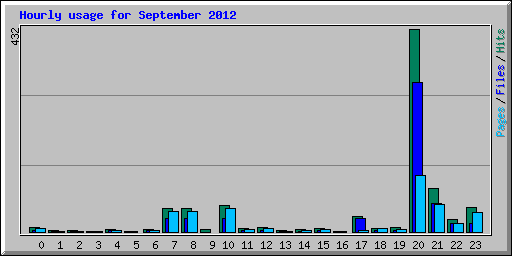 Hourly usage for September 2012
432
Pages / Files / Hits
0 1 2 3 4 5 6 7 8 9 10 11 12 13 14 15 16 17 18 19 20 21 22 23